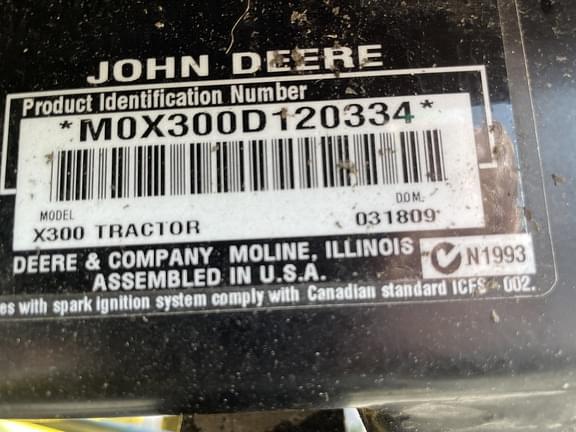 JOHN DEERE
Product Identification Number
*M0X300D120334*
MODEL
X300 TRACTOR
D.O.M.
031809
DEERE & COMPANY MOLINE, ILLINOIS
ASSEMBLED IN U.S.A.
N1993
with spark ignition system comply with Canadian standard ICES - 002.